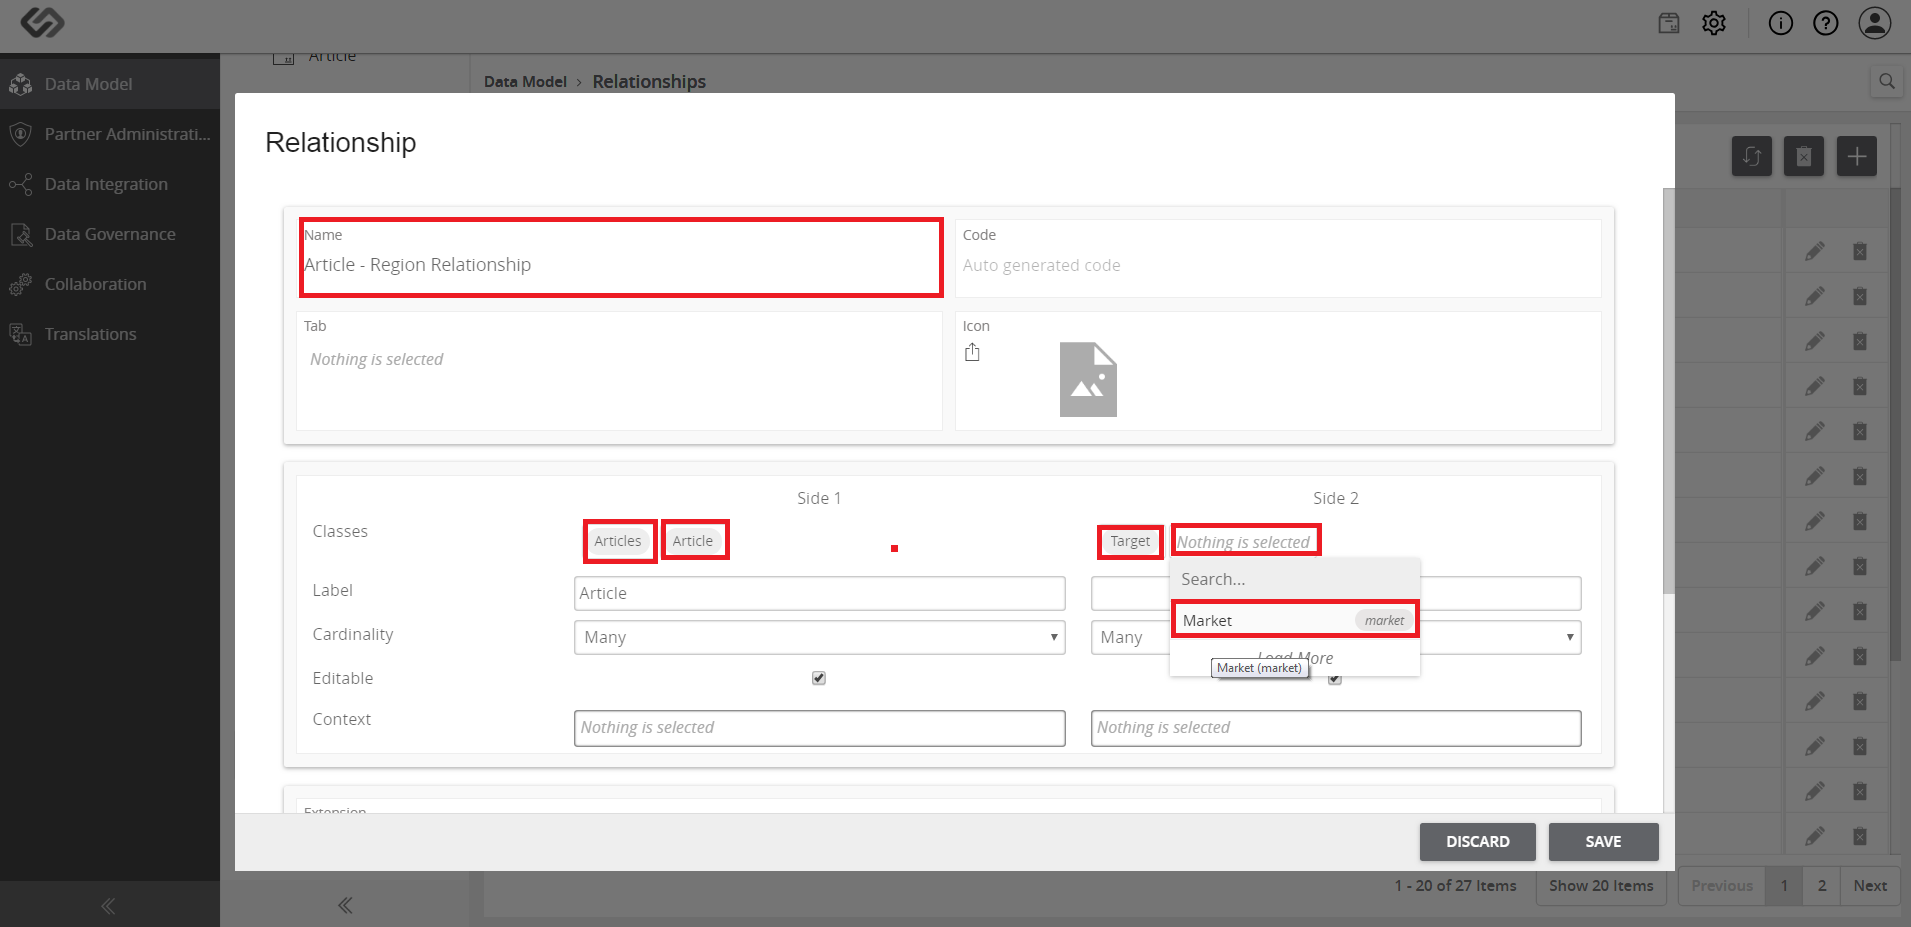 Article
Data Model
Partner Administrati...
Data Integration
Data Governance
Collaboration
Translations
Data Model › Relationships
Relationship
Name
Article - Region Relationship
Code
Auto generated code
Tab
Nothing is selected
Icon
Side 1
Side 2
Classes
Articles
Article
Target
Nothing is selected
Search...
Label
Article
Market
market
Cardinality
Many
Many
Load More
Market (market)
Editable
Context
Nothing is selected
Nothing is selected
Extension
DISCARD
SAVE
1 - 20 of 27 Items
Show 20 Items
Previous
1
2
Next